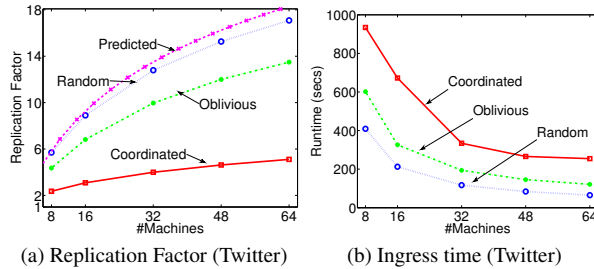 18
14
10
6
2
1
Replication Factor
Predicted
Random
Oblivious
Coordinated
8 16 32 48 64
#Machines
(a) Replication Factor (Twitter)
1000
800
600
400
200
0
Runtime (secs)
Coordinated
Oblivious
Random
8 16 32 48 64
#Machines
(b) Ingress time (Twitter)